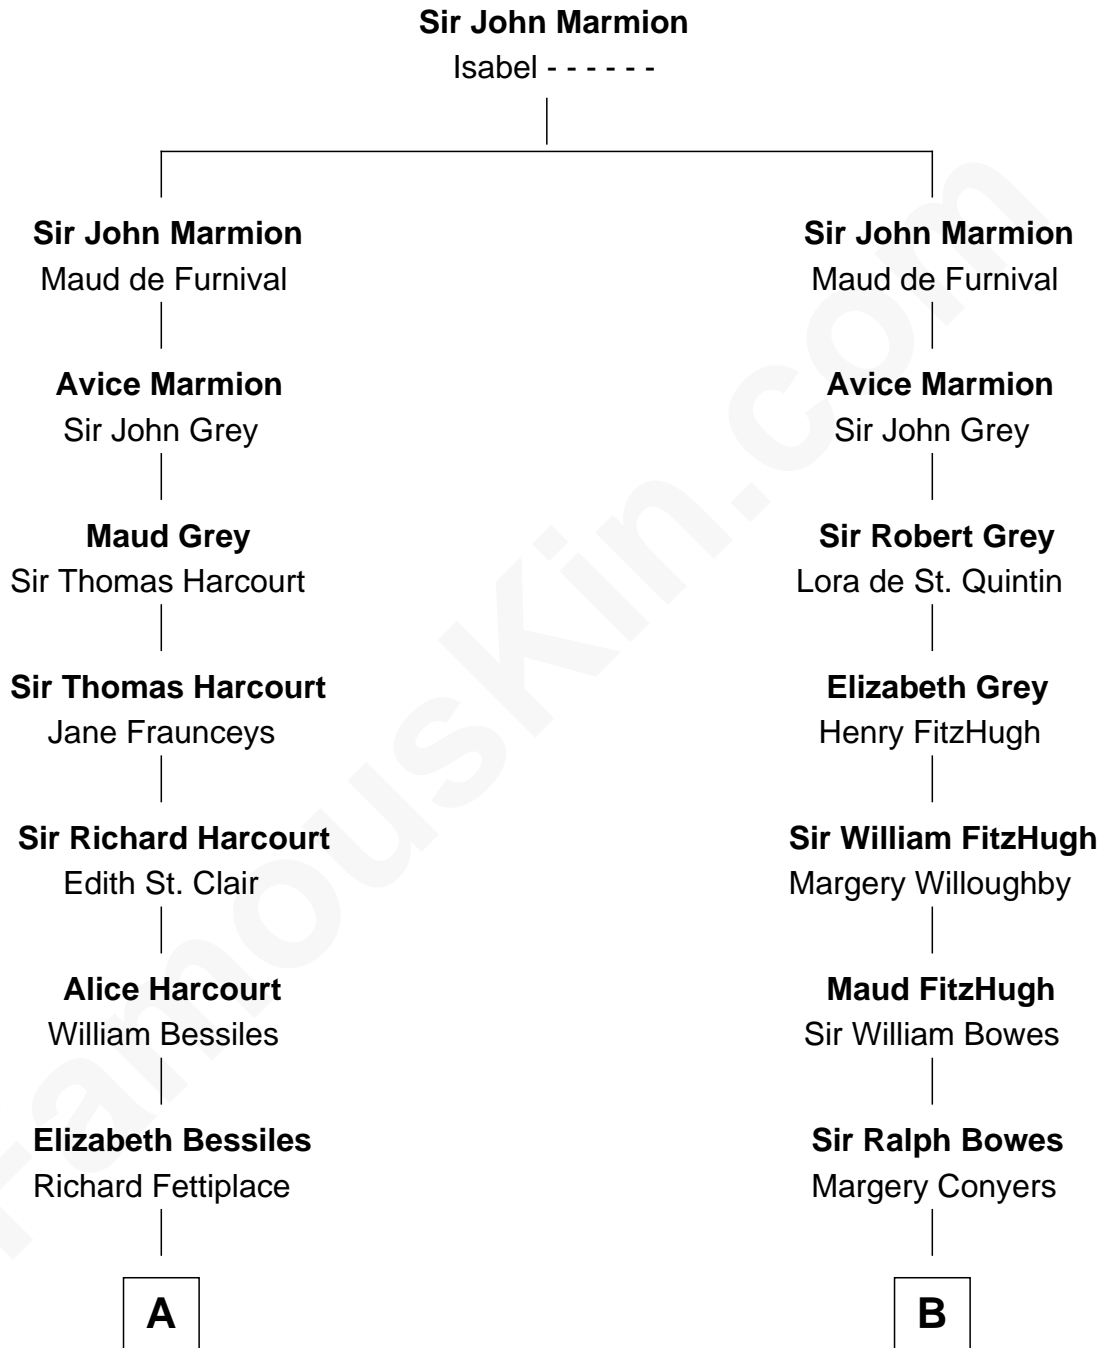 Sir John Marmion
Isabel - - - - - -
Sir John Marmion
Maud de Furnival
Avice Marmion
Sir John Grey
Maud Grey
Sir Thomas Harcourt
Sir Thomas Harcourt
Jane Fraunceys
Sir Richard Harcourt
Edith St. Clair
Alice Harcourt
William Bessiles
Elizabeth Bessiles
Richard Fettiplace
A
Sir John Marmion
Maud de Furnival
Avice Marmion
Sir John Grey
Sir Robert Grey
Lora de St. Quintin
Elizabeth Grey
Henry FitzHugh
Sir William FitzHugh
Margery Willoughby
Maud FitzHugh
Sir William Bowes
Sir Ralph Bowes
Margery Conyers
B
FamousKin.com